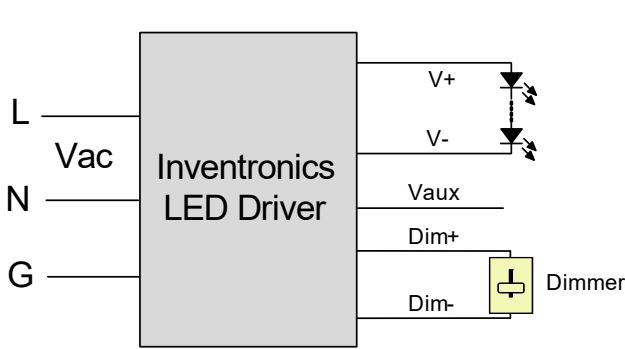 L
Vac
N
G
Inventronics
LED Driver
V+
V-
Vaux
Dim+
Dim-
Dimmer